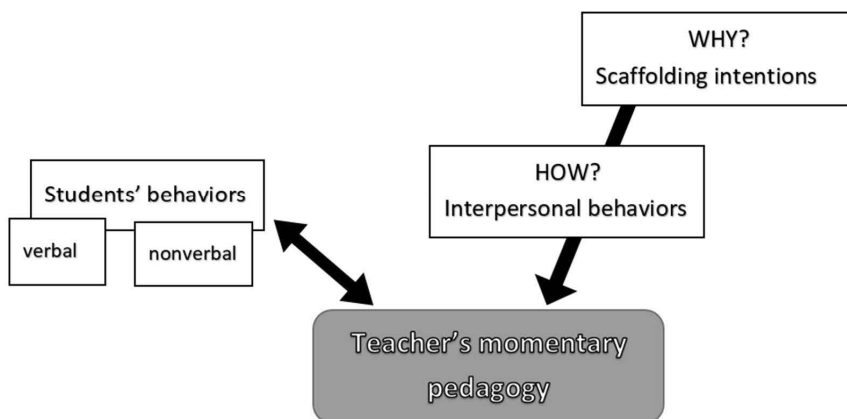 WHY?
Scaffolding intentions
HOW?
Interpersonal behaviors
Students’ behaviors
verbal
nonverbal
Teacher’s momentary
pedagogy